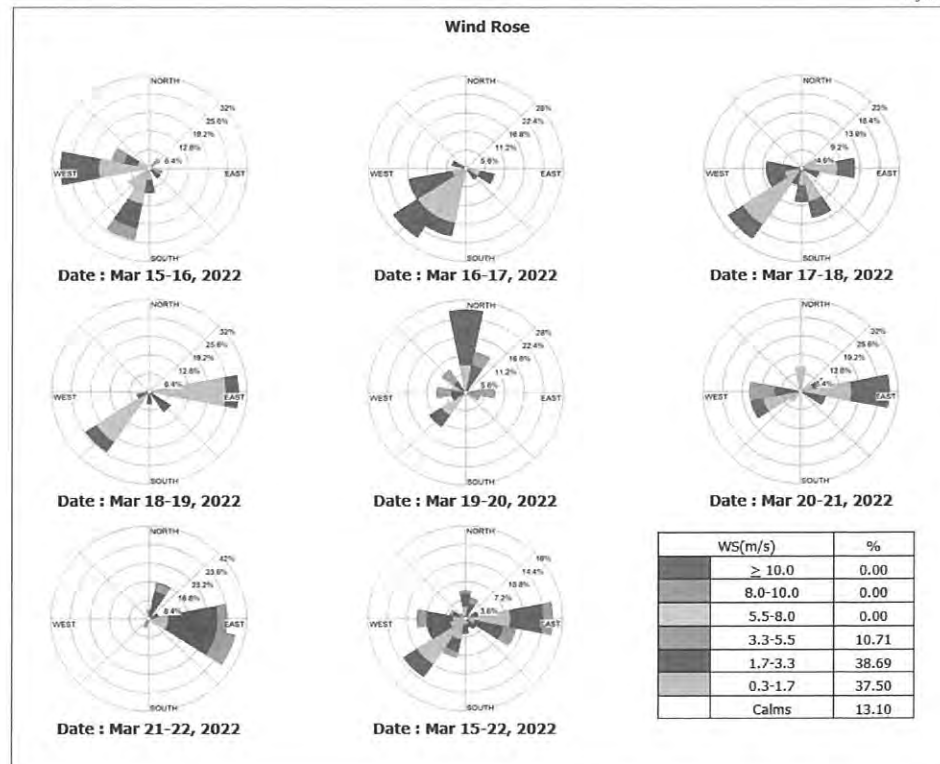 Wind Rose
NORTH
32%
25.6%
19.2%
12.8%
6.4%
WEST
EAST
SOUTH
Date : Mar 15-16, 2022
NORTH
28%
22.4%
16.8%
11.2%
5.6%
WEST
EAST
SOUTH
Date : Mar 16-17, 2022
NORTH
23%
18.4%
13.8%
9.2%
4.6%
WEST
EAST
SOUTH
Date : Mar 17-18, 2022
NORTH
32%
25.6%
19.2%
12.8%
6.4%
WEST
EAST
SOUTH
Date : Mar 18-19, 2022
NORTH
28%
22.4%
16.8%
11.2%
5.6%
WEST
EAST
SOUTH
Date : Mar 19-20, 2022
NORTH
32%
25.6%
19.2%
12.8%
6.4%
WEST
EAST
SOUTH
Date : Mar 20-21, 2022
NORTH
42%
WEST
EAST
SOUTH
Date : Mar 21-22, 2022
NORTH
18%
14.4%
10.8%
7.2%
3.6%
WEST
EAST
SOUTH
Date : Mar 15-22, 2022
WS(m/s) %
≥ 10.0 0.00
8.0-10.0 0.00
5.5-8.0 0.00
3.3-5.5 10.71
1.7-3.3 38.69
0.3-1.7 37.50
Calms 13.10